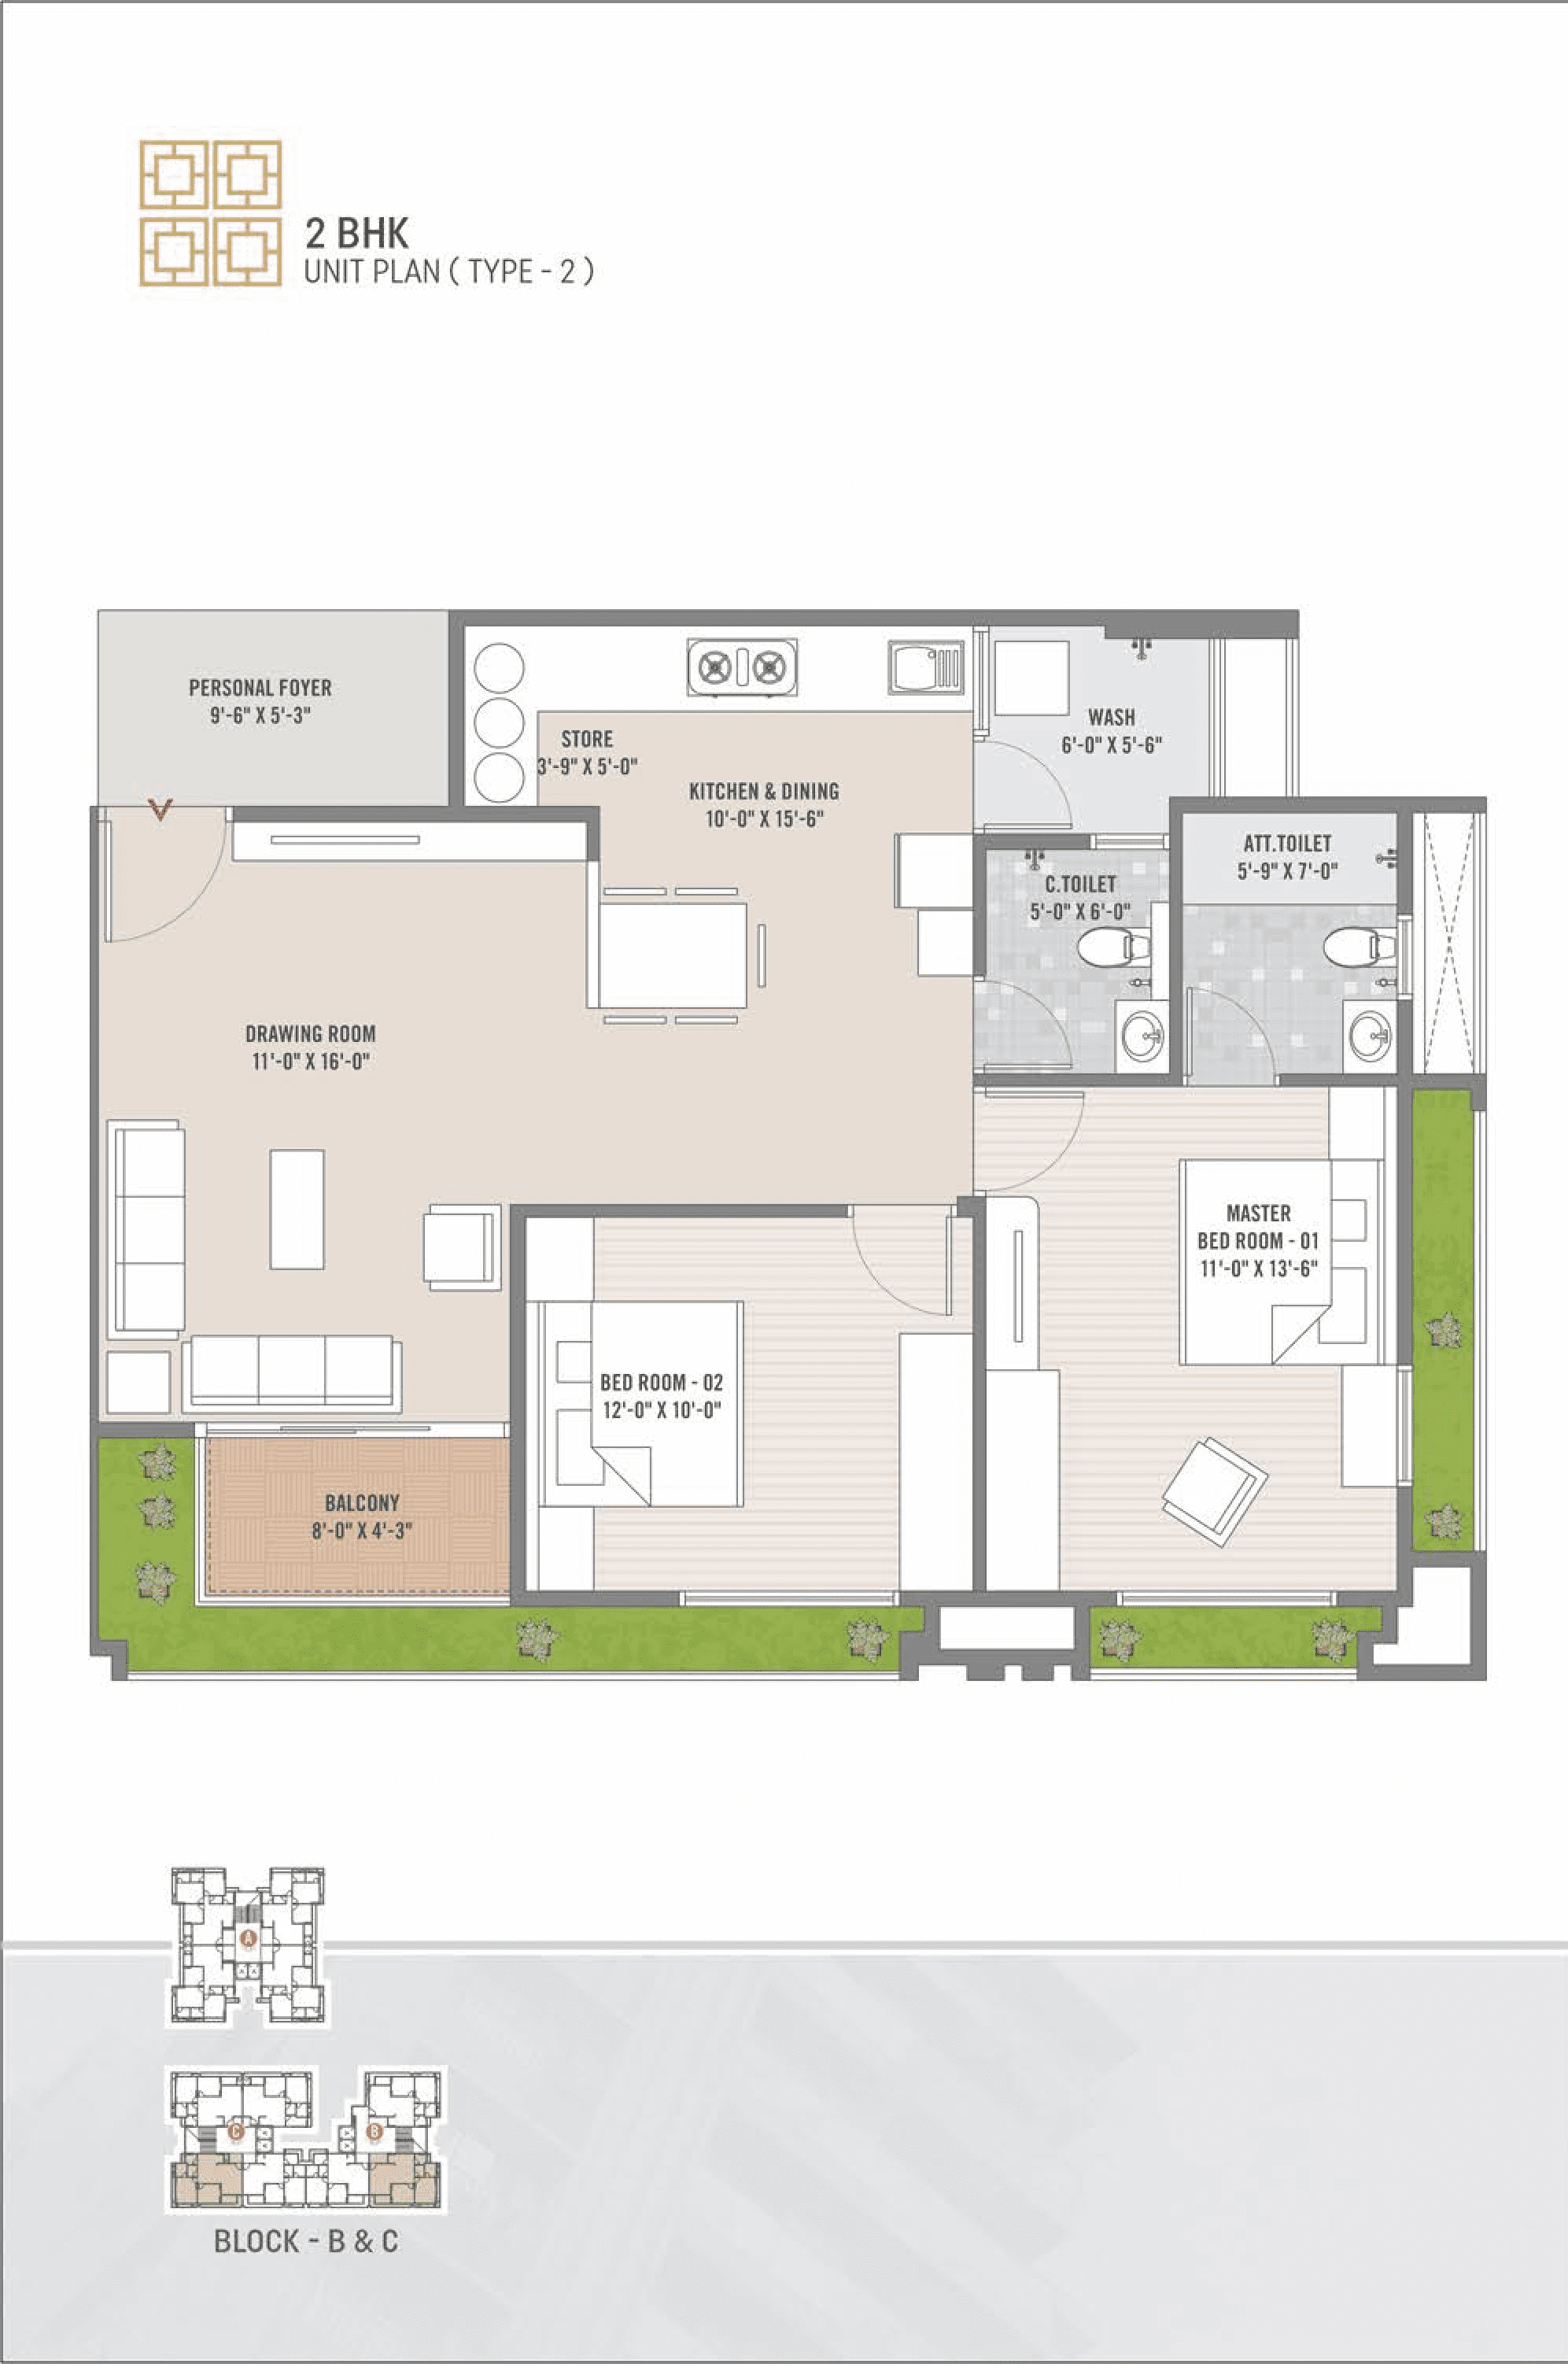 2 BHK
UNIT PLAN ( TYPE - 2 )
PERSONAL FOYER
9'-6" X 5'-3"
STORE
3'-9" X 5'-0"
KITCHEN & DINING
10'-0" X 15'-6"
WASH
6'-0" X 5'-6"
C.TOILET
5'-0" X 6'-0"
ATT.TOILET
5'-9" X 7'-0"
DRAWING ROOM
11'-0" X 16'-0"
MASTER
BED ROOM - 01
11'-0" X 13'-6"
BED ROOM - 02
12'-0" X 10'-0"
BALCONY
8'-0" X 4'-3"
A
C
B
BLOCK - B & C